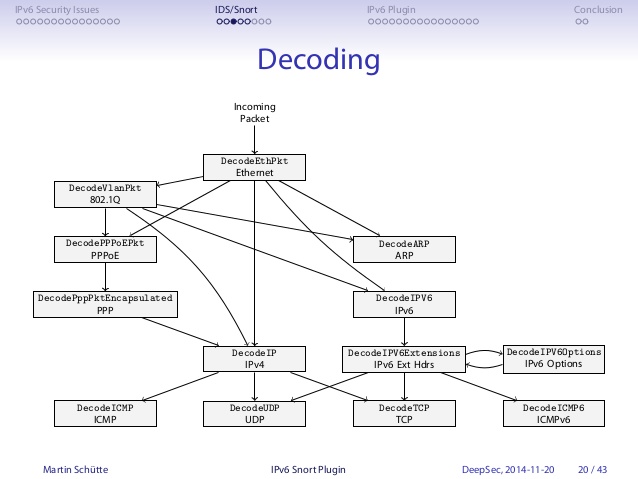 IPv6 Security Issues IDS/Snort IPv6 Plugin Conclusion
Decoding
Incoming
Packet
DecodeEthPkt
Ethernet
DecodeVlanPkt
802.1Q
DecodePPPoEPkt
PPPoE
DecodeARP
ARP
DecodePppPktEncapsulated
PPP
DecodeIPV6
IPv6
DecodeIP
IPv4
DecodeIPV6Extensions
IPv6 Ext Hdrs
DecodeIPV6Options
IPv6 Options
DecodeICMP
ICMP
DecodeUDP
UDP
DecodeTCP
TCP
DecodeICMP6
ICMPv6
Martin Schütte IPv6 Snort Plugin DeepSec, 2014-11-20 20 / 43